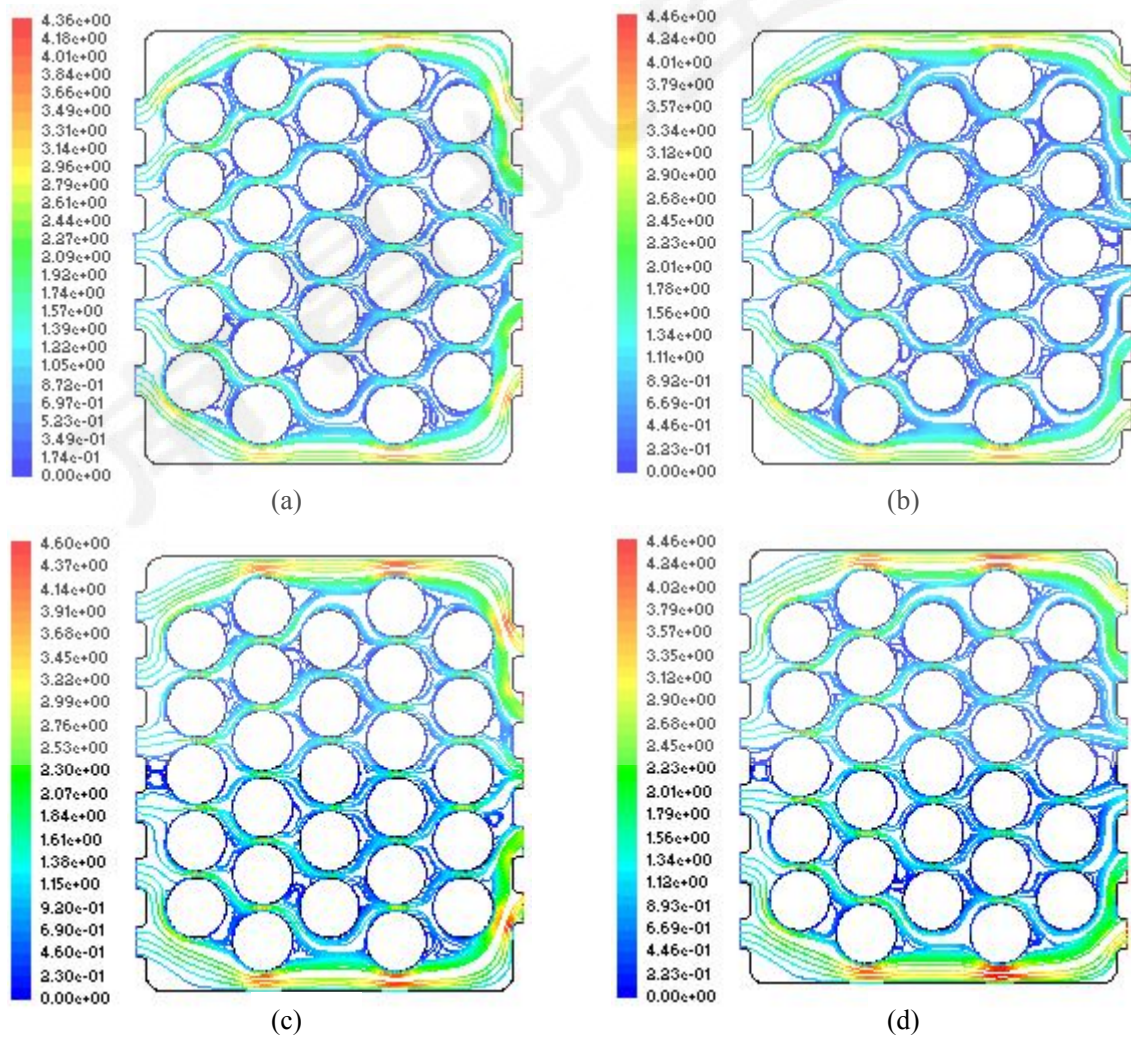 4.36e+00
4.18e+00
4.01e+00
3.84e+00
3.66e+00
3.49e+00
3.31e+00
3.14e+00
2.96e+00
2.79e+00
2.61e+00
2.44e+00
2.27e+00
2.09e+00
1.92e+00
1.74e+00
1.57e+00
1.39e+00
1.22e+00
1.05e+00
8.72e-01
6.97e-01
5.23e-01
3.49e-01
1.74e-01
0.00e+00
(a)
4.46e+00
4.24e+00
4.01e+00
3.79e+00
3.57e+00
3.34e+00
3.12e+00
2.90e+00
2.68e+00
2.45e+00
2.23e+00
2.01e+00
1.78e+00
1.56e+00
1.34e+00
1.11e+00
8.92e-01
6.69e-01
4.46e-01
2.23e-01
0.00e+00
(b)
4.60e+00
4.37e+00
4.14e+00
3.91e+00
3.68e+00
3.45e+00
3.22e+00
2.99e+00
2.76e+00
2.53e+00
2.30e+00
2.07e+00
1.84e+00
1.61e+00
1.38e+00
1.15e+00
9.20e-01
6.90e-01
4.60e-01
2.30e-01
0.00e+00
(c)
4.46e+00
4.24e+00
4.02e+00
3.79e+00
3.57e+00
3.35e+00
3.12e+00
2.90e+00
2.68e+00
2.45e+00
2.23e+00
2.01e+00
1.79e+00
1.56e+00
1.34e+00
1.12e+00
8.93e-01
6.69e-01
4.46e-01
2.23e-01
0.00e+00
(d)